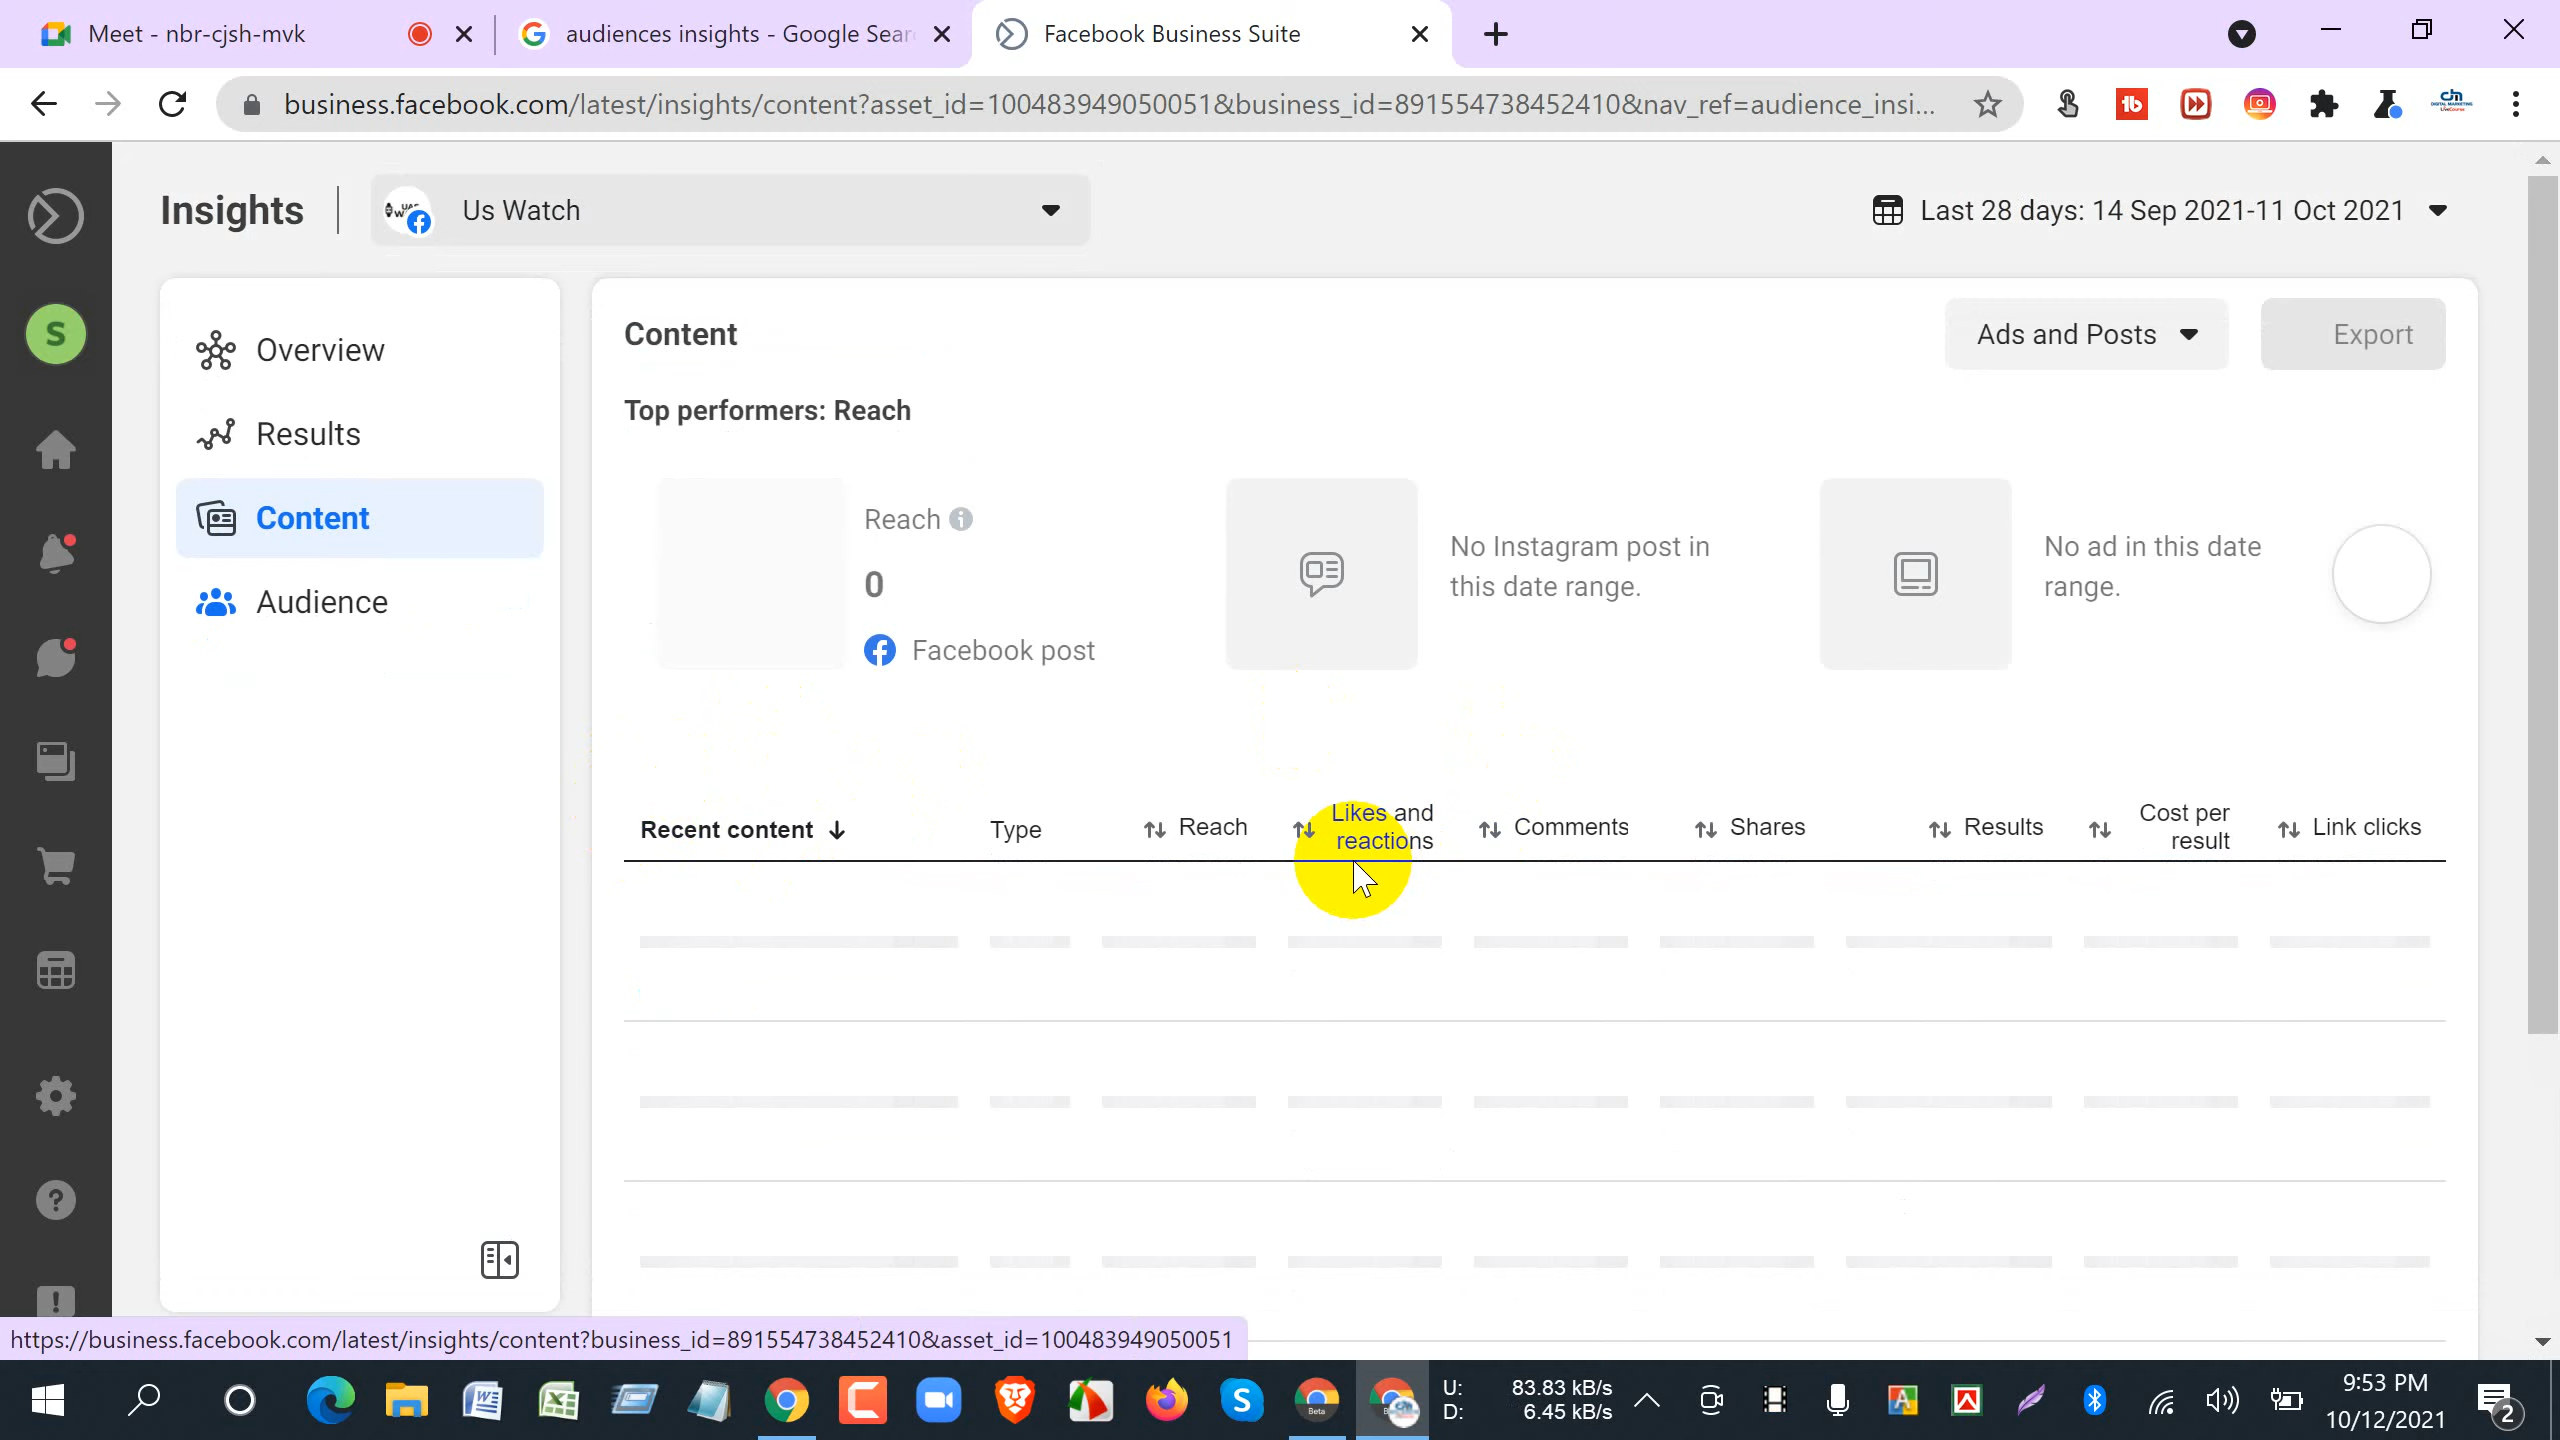 Meet - nbr-cjsh-mvk
audiences insights - Google Sear
Facebook Business Suite
business.facebook.com/latest/insights/content?asset_id=100483949050051&business_id=891554738452410&nav_ref=audience_insi...
Insights
Us Watch
Last 28 days: 14 Sep 2021-11 Oct 2021
S
Overview
Results
Content
Audience
Content
Ads and Posts
Export
Top performers: Reach
Reach
0
Facebook post
No Instagram post in
this date range.
No ad in this date
range.
Recent content
Type
Reach
Likes and
reactions
Comments
Shares
Results
Cost per
result
Link clicks
https://business.facebook.com/latest/insights/content?business_id=891554738452410&asset_id=100483949050051
U: 83.83 kB/s
D: 6.45 kB/s
9:53 PM
10/12/2021
2